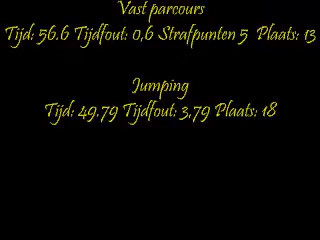 Vast parcours
Tijd: 56.6 Tijdfout: 0,6 Strafpunten 5 Plaats: 13
Jumping
Tijd: 49.79 Tijdfout: 3,79 Plaats: 18